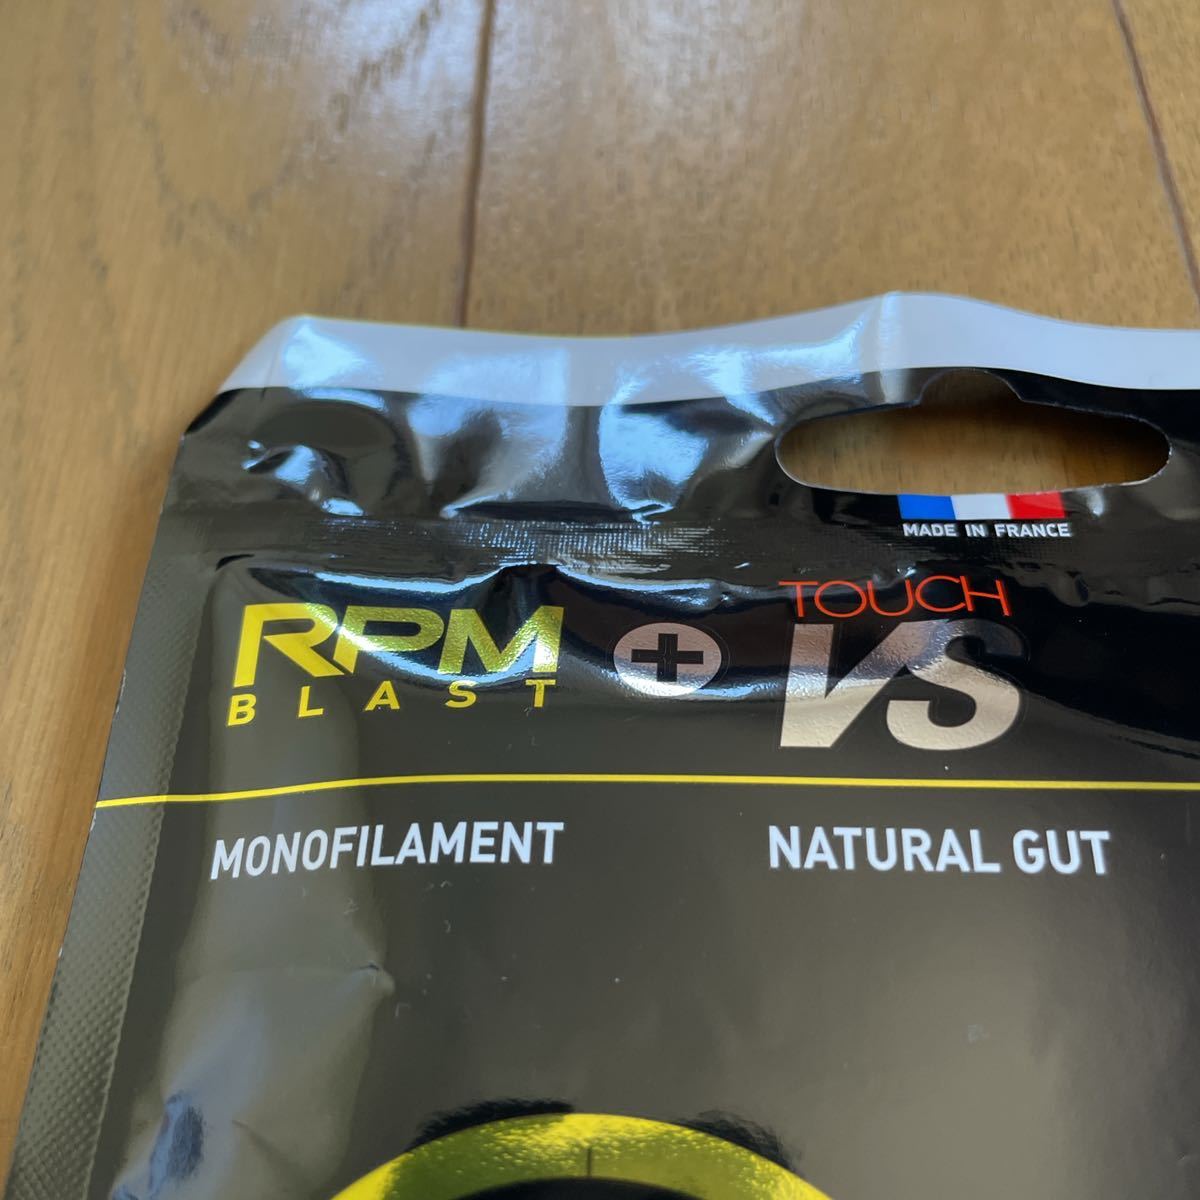 MADE IN FRANCE
RPM
BLAST
+
TOUCH
VS
MONOFILAMENT
NATURAL GUT